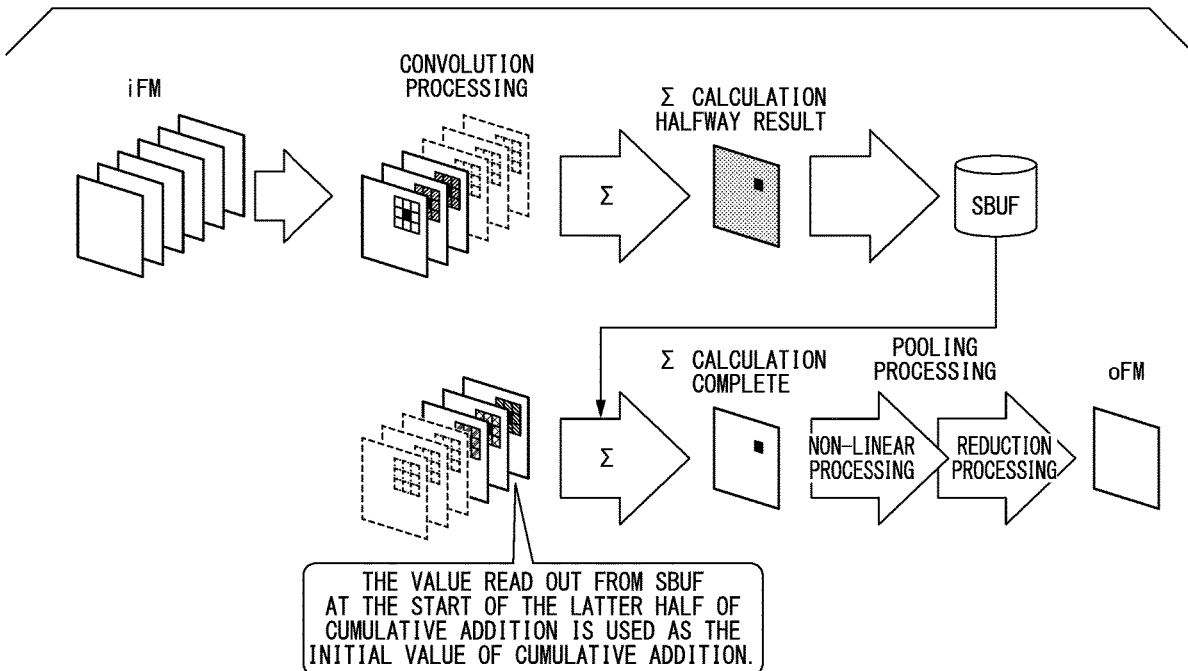 iFM
CONVOLUTION
PROCESSING
Σ CALCULATION
HALFWAY RESULT
Σ
SBUF
Σ CALCULATION
COMPLETE
POOLING
PROCESSING
oFM
Σ
NON-LINEAR
PROCESSING
REDUCTION
PROCESSING
THE VALUE READ OUT FROM SBUF
AT THE START OF THE LATTER HALF OF
CUMULATIVE ADDITION IS USED AS THE
INITIAL VALUE OF CUMULATIVE ADDITION.